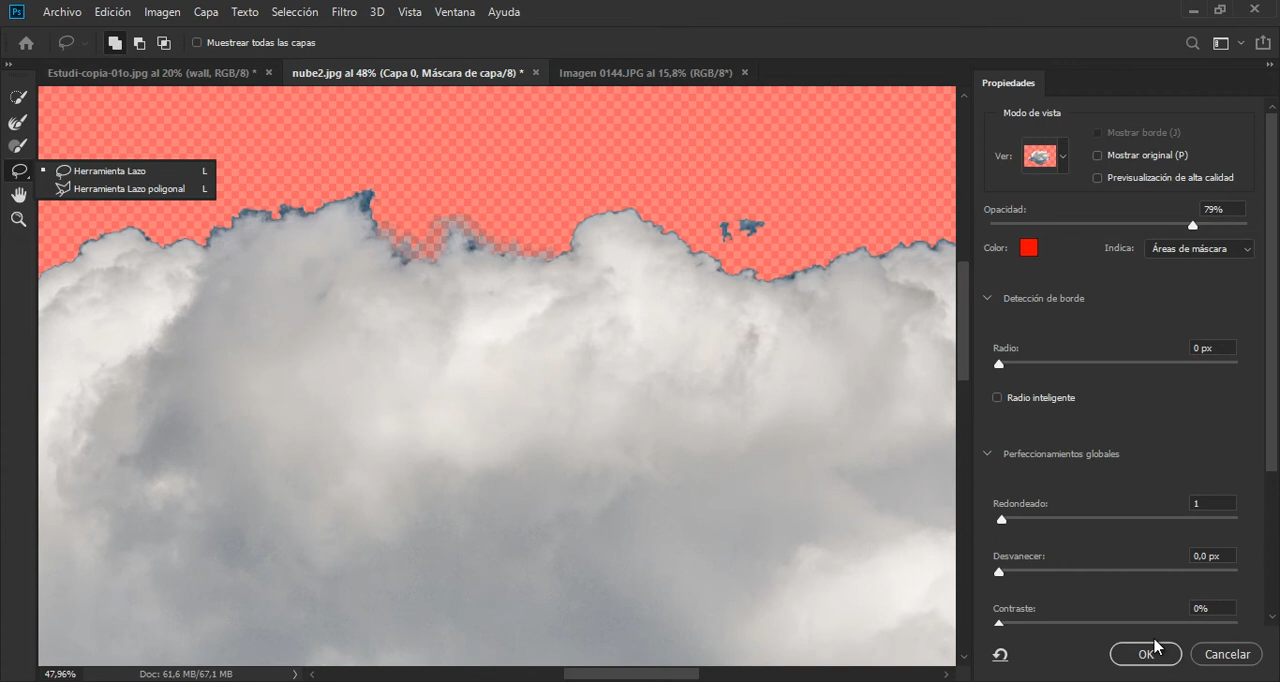 Ps Archivo Edición Imagen Capa Texto Selección Filtro 3D Vista Ventana Ayuda
Muestrear todas las capas
Estudi-copia-01o.jpg al 20% (wall, RGB/8) * × nube2.jpg al 48% (Capa 0, Máscara de capa/8) * × Imagen 0144.JPG al 15,8% (RGB/8*) ×
Propiedades
Modo de vista
Mostrar borde (J)
Ver:
Mostrar original (P)
Previsualización de alta calidad
Herramienta Lazo L
Herramienta Lazo poligonal L
Opacidad: 79%
Color: Indica: Áreas de máscara
Detección de borde
Radio: 0 px
Radio inteligente
Perfeccionamientos globales
Redondeado: 1
Desvanecer: 0,0 px
Contraste: 0%
OK Cancelar
47,96% Doc: 61,6 MB/67,1 MB